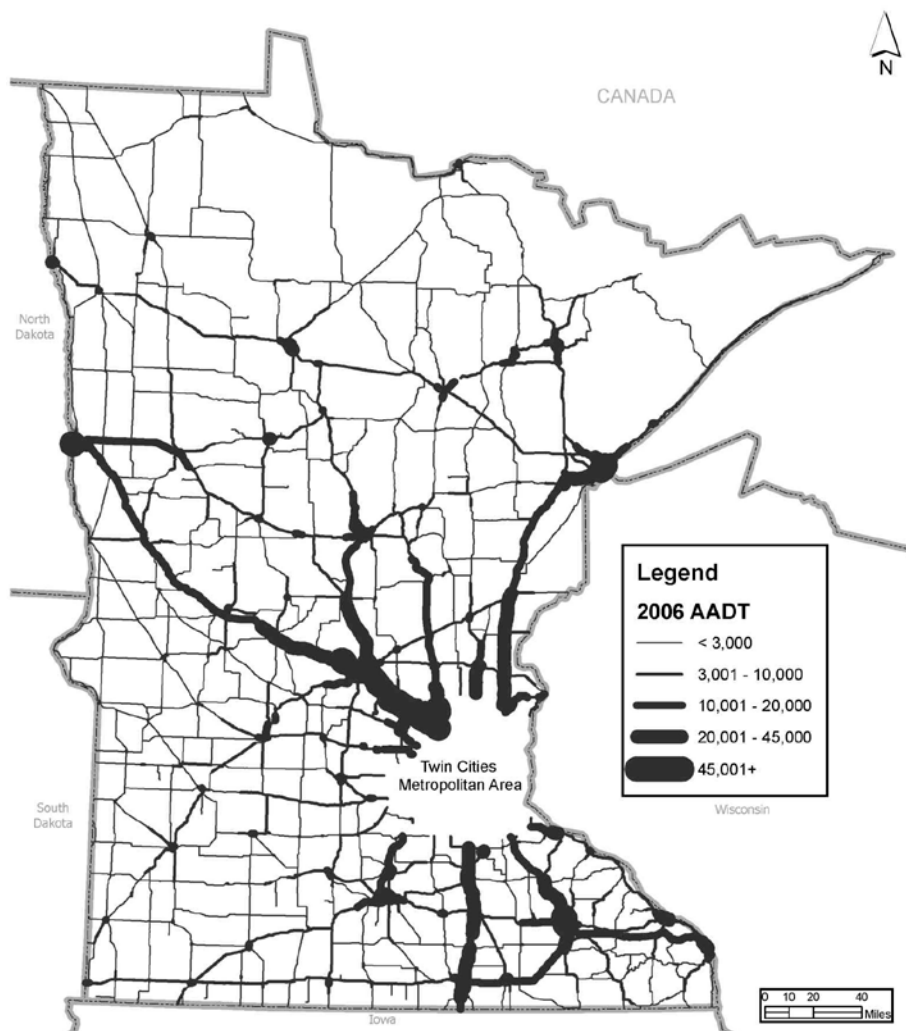 N
CANADA
North
Dakota
Legend
2006 AADT
< 3,000
3,001 - 10,000
10,001 - 20,000
20,001 - 45,000
45,001+
Twin Cities
Metropolitan Area
South
Dakota
Wisconsin
0 10 20 40
Miles
Iowa